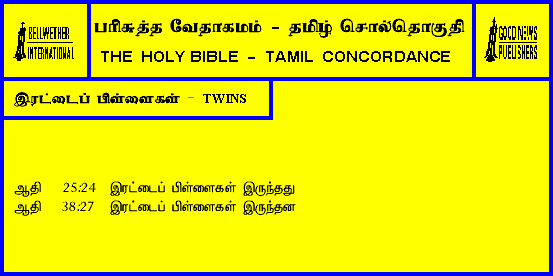 BELLWETHER
INTERNATIONAL
பரிசுத்த வேதாகமம் - தமிழ் சொல்தொகுதி
THE HOLY BIBLE - TAMIL CONCORDANCE
GOOD NEWS
PUBLISHERS
இரட்டைப் பிள்ளைகள் - TWINS
ஆதி 25:24 இரட்டைப் பிள்ளைகள் இருந்தது
ஆதி 38:27 இரட்டைப் பிள்ளைகள் இருந்தன